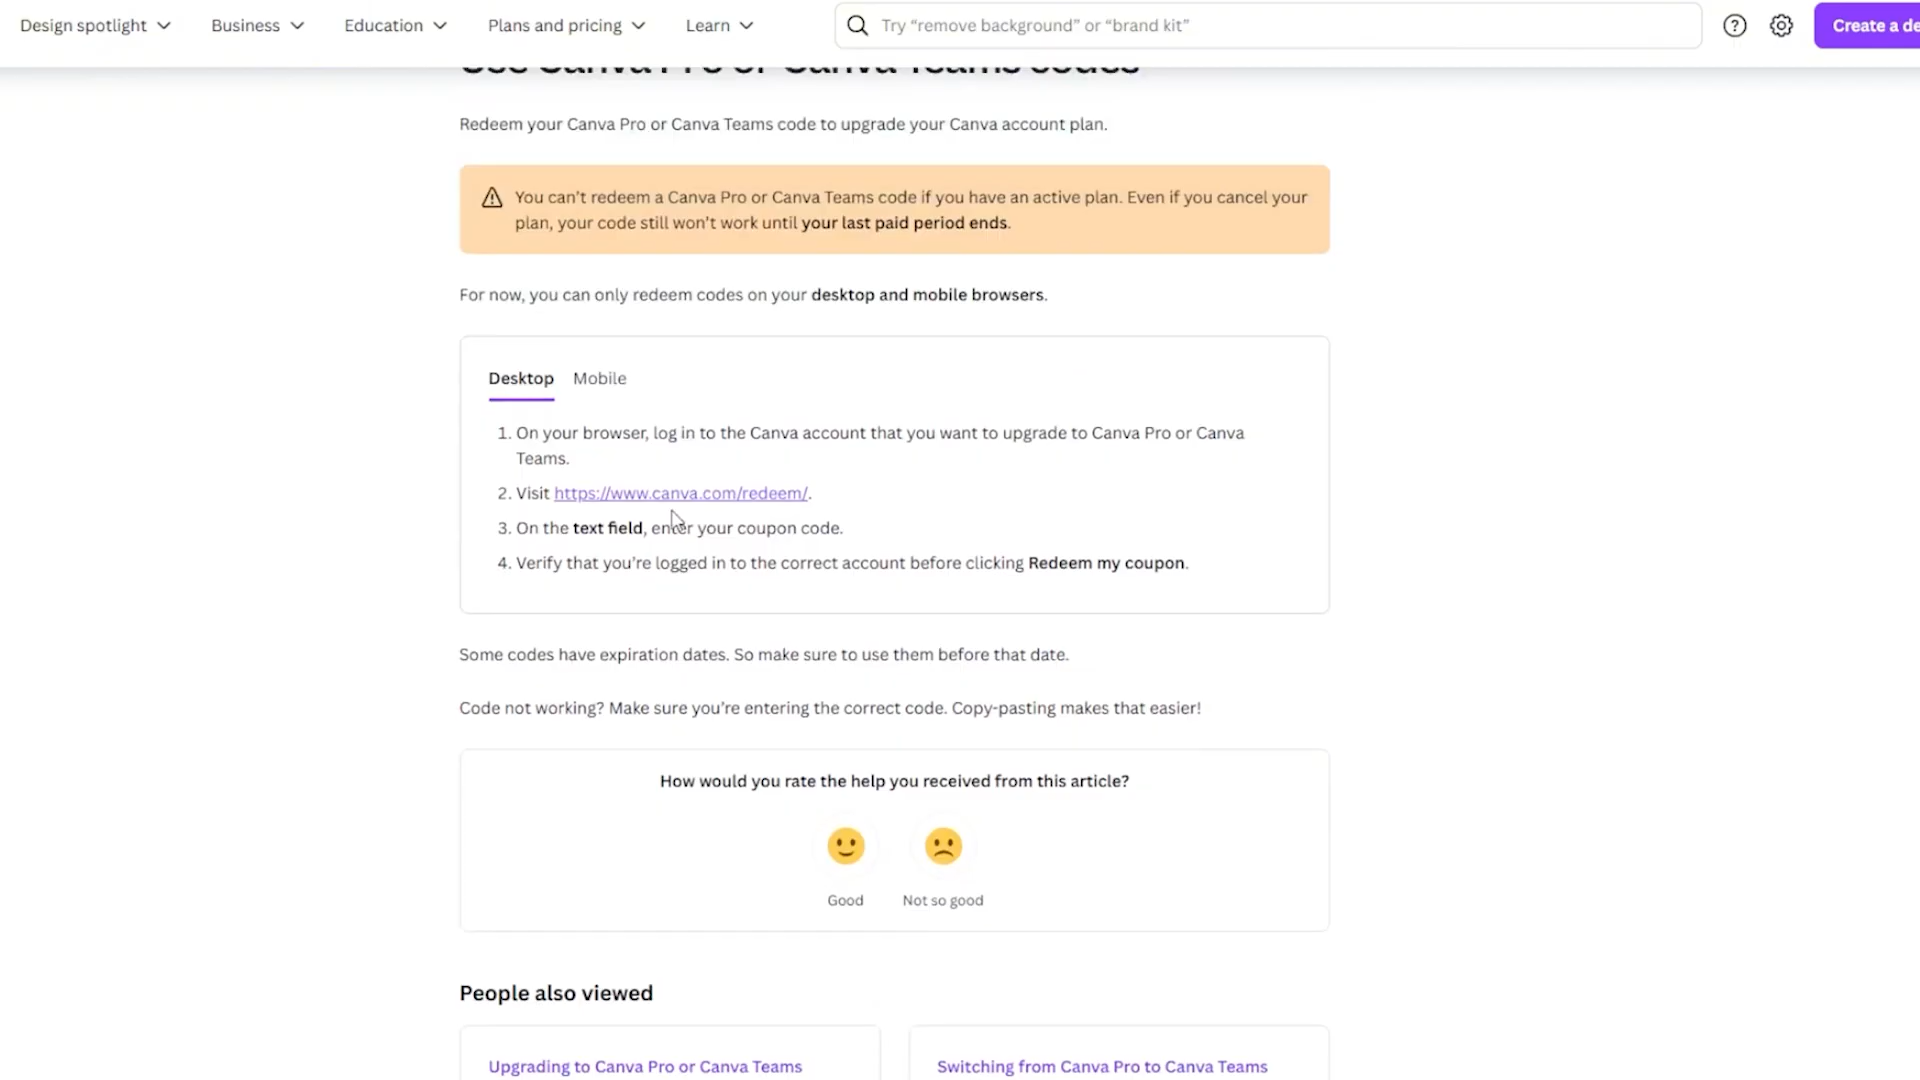 Design spotlight
Business
Education
Plans and pricing
Learn
Try “remove background” or “brand kit”
Create a de
Use Canva Pro or Canva Teams codes
Redeem your Canva Pro or Canva Teams code to upgrade your Canva account plan.
You can’t redeem a Canva Pro or Canva Teams code if you have an active plan. Even if you cancel your
plan, your code still won’t work until your last paid period ends.
For now, you can only redeem codes on your desktop and mobile browsers.
Desktop
Mobile
1. On your browser, log in to the Canva account that you want to upgrade to Canva Pro or Canva
Teams.
2. Visit https://www.canva.com/redeem/.
3. On the text field, enter your coupon code.
4. Verify that you’re logged in to the correct account before clicking Redeem my coupon.
Some codes have expiration dates. So make sure to use them before that date.
Code not working? Make sure you’re entering the correct code. Copy-pasting makes that easier!
How would you rate the help you received from this article?
Good
Not so good
People also viewed
Upgrading to Canva Pro or Canva Teams
Switching from Canva Pro to Canva Teams